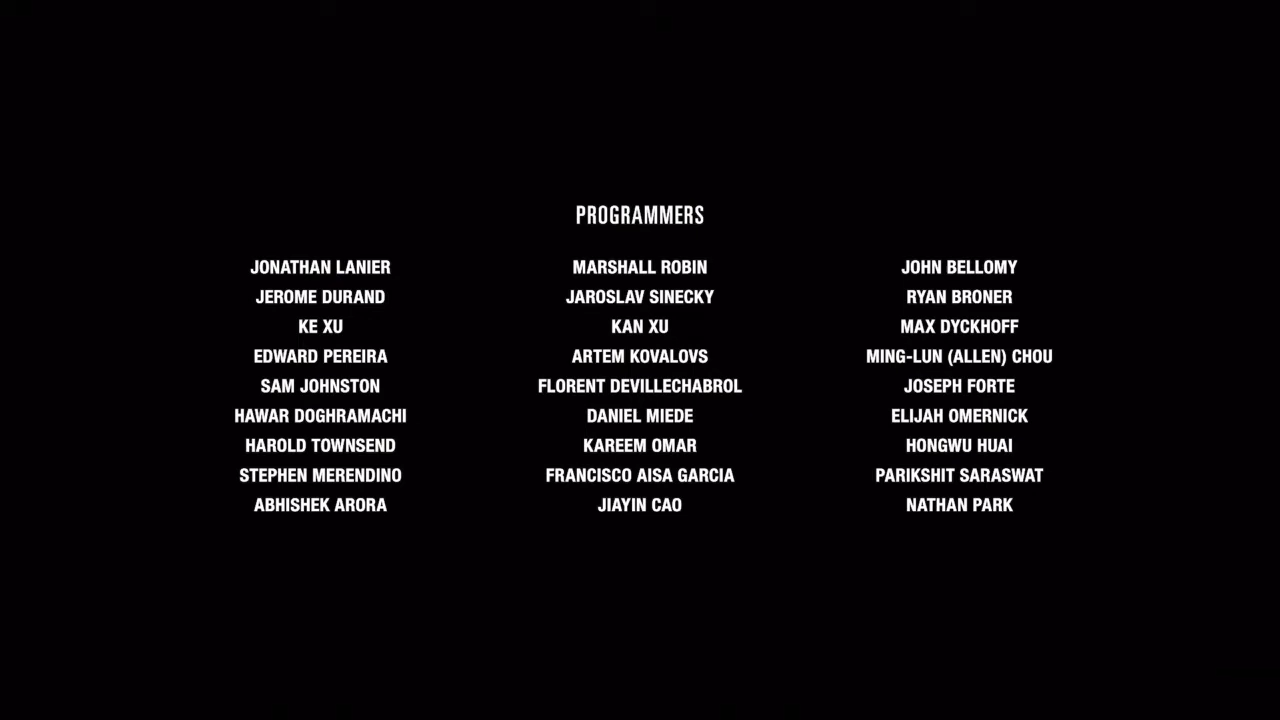 PROGRAMMERS
JONATHAN LANIER MARSHALL ROBIN JOHN BELLOMY
JEROME DURAND JAROSLAV SINECKY RYAN BRONER
KE XU KAN XU MAX DYCKHOFF
EDWARD PEREIRA ARTEM KOVALOVS MING-LUN (ALLEN) CHOU
SAM JOHNSTON FLORENT DEVILLECHABROL JOSEPH FORTE
HAWAR DOGHRAMACHI DANIEL MIEDE ELIJAH OMERNICK
HAROLD TOWNSEND KAREEM OMAR HONGWU HUAI
STEPHEN MERENDINO FRANCISCO AISA GARCIA PARIKSHIT SARASWAT
ABHISHEK ARORA JIAYIN CAO NATHAN PARK